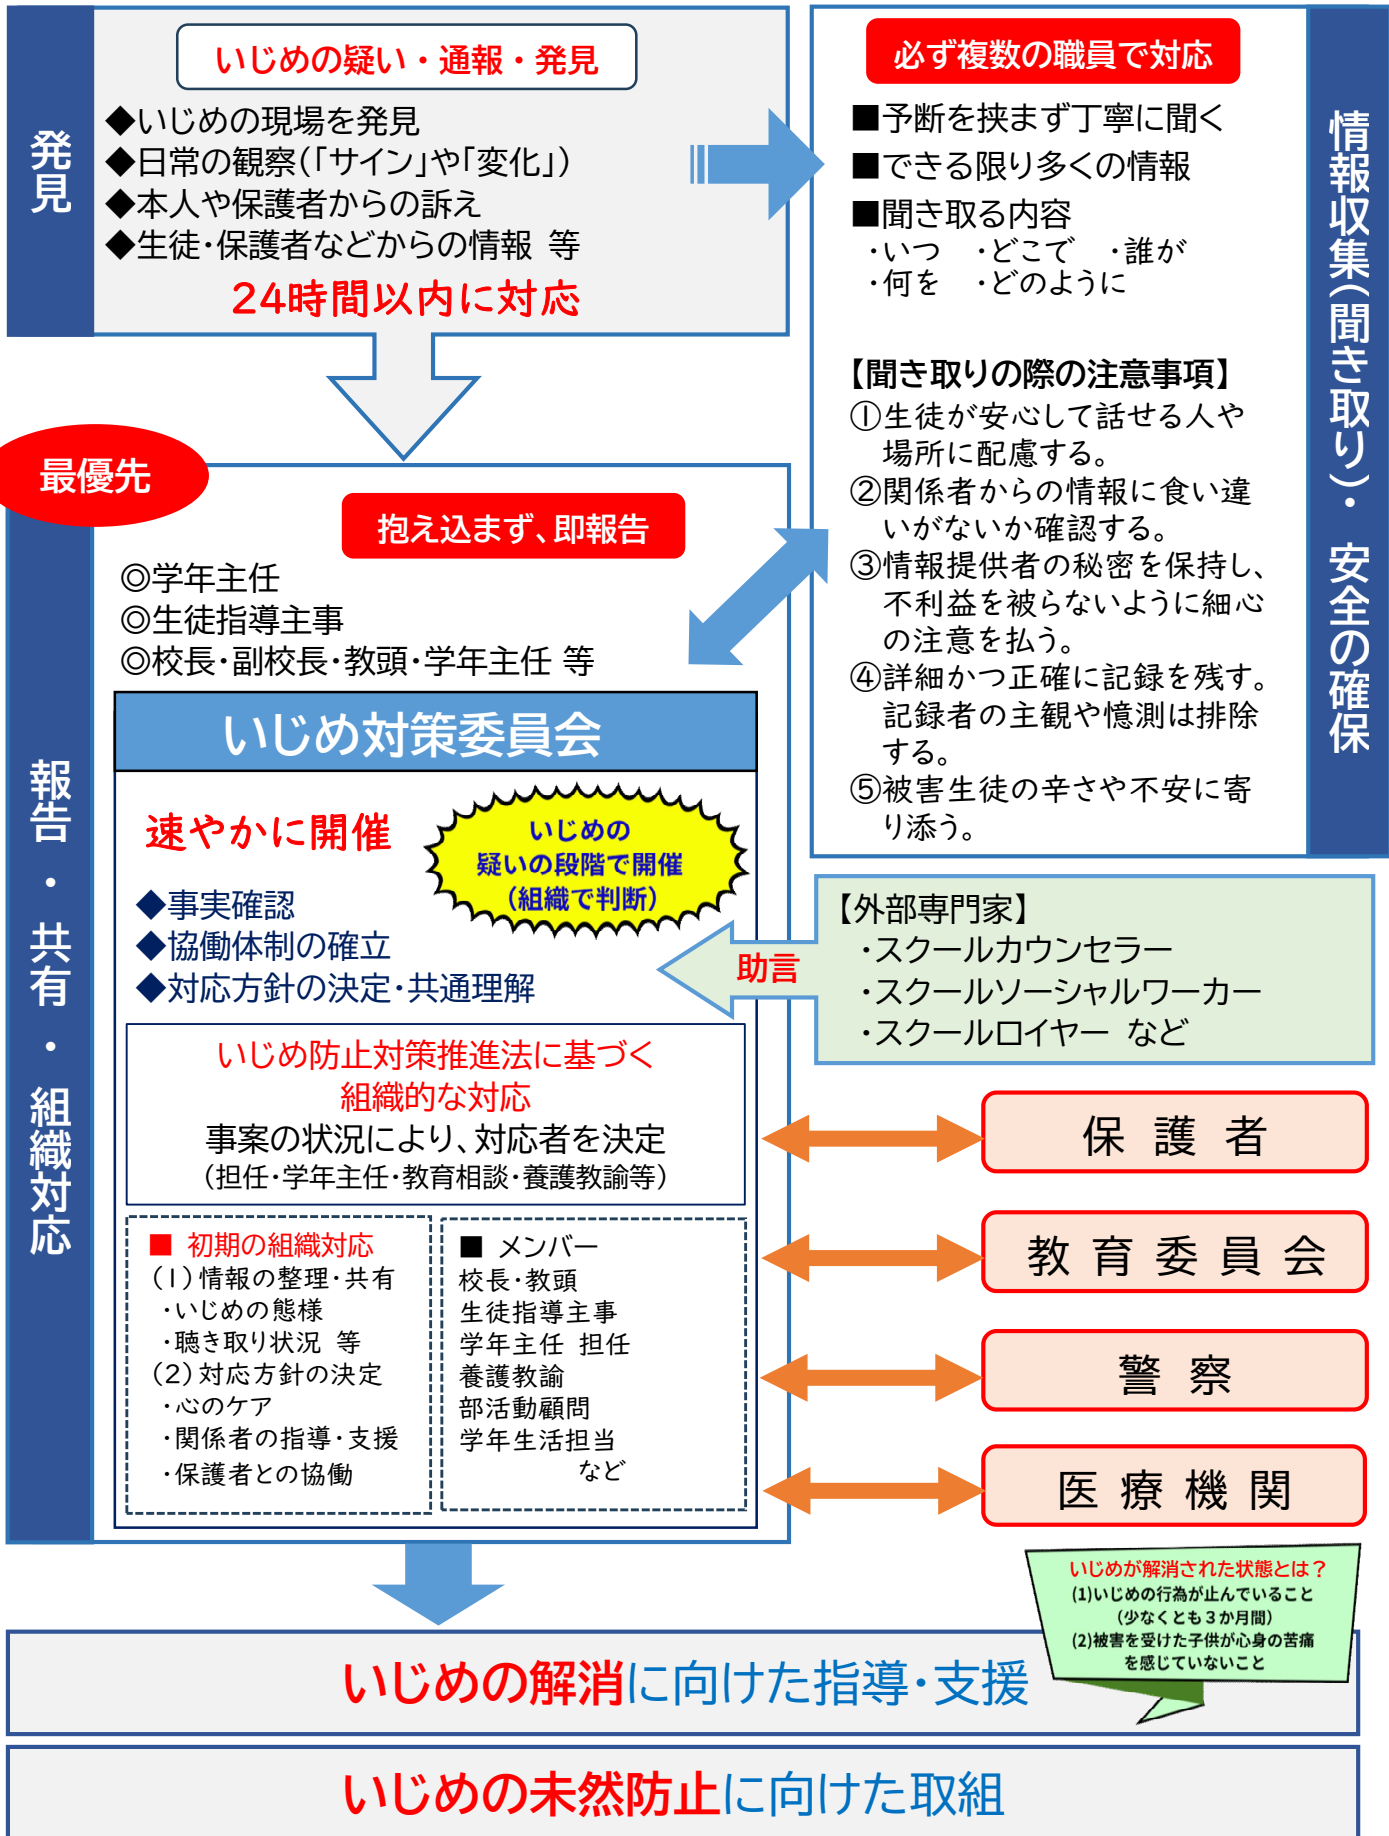 発見
いじめの疑い・通報・発見
◆いじめの現場を発見
◆日常の観察(「サイン」や「変化」)
◆本人や保護者からの訴え
◆生徒・保護者などからの情報 等
24時間以内に対応
情報収集(聞き取り)・ 安全の確保
必ず複数の職員で対応
■予断を挟まず丁寧に聞く
■できる限り多くの情報
■聞き取る内容
・いつ ・どこで ・誰が
・何を ・どのように
【聞き取りの際の注意事項】
①生徒が安心して話せる人や
場所に配慮する。
②関係者からの情報に食い違
いがないか確認する。
③情報提供者の秘密を保持し、
不利益を被らないように細心
の注意を払う。
④詳細かつ正確に記録を残す。
記録者の主観や憶測は排除
する。
⑤被害生徒の辛さや不安に寄
り添う。
最優先
報告・共有・組織対応
抱え込まず、即報告
◎学年主任
◎生徒指導主事
◎校長・副校長・教頭・学年主任 等
いじめ対策委員会
速やかに開催
いじめの
疑いの段階で開催
(組織で判断)
◆事実確認
◆協働体制の確立
◆対応方針の決定・共通理解
助言
【外部専門家】
・スクールカウンセラー
・スクールソーシャルワーカー
・スクールロイヤー など
いじめ防止対策推進法に基づく
組織的な対応
事案の状況により、対応者を決定
(担任・学年主任・教育相談・養護教諭等)
■ 初期の組織対応
(1)情報の整理・共有
・いじめの態様
・聴き取り状況 等
(2)対応方針の決定
・心のケア
・関係者の指導・支援
・保護者との協働
■ メンバー
校長・教頭
生徒指導主事
学年主任 担任
養護教諭
部活動顧問
学年生活担当
など
保護者
教育委員会
警察
医療機関
いじめが解消された状態とは？
(1)いじめの行為が止んでいること
（少なくとも３か月間）
(2)被害を受けた子供が心身の苦痛
を感じていないこと
いじめの解消に向けた指導・支援
いじめの未然防止に向けた取組